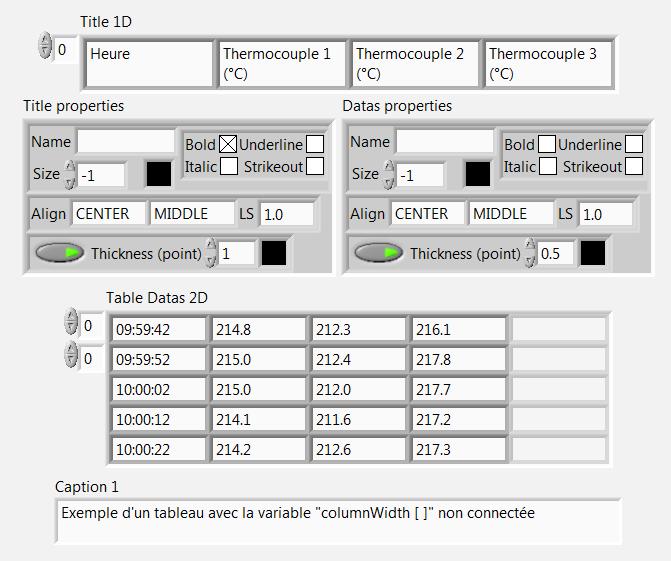 Title 1D
0 Heure Thermocouple 1 Thermocouple 2 Thermocouple 3
(°C) (°C) (°C)
Title properties Datas properties
Name Bold Underline Name Bold Underline
Size -1 Italic Strikeout Size -1 Italic Strikeout
Align CENTER MIDDLE LS 1.0 Align CENTER MIDDLE LS 1.0
Thickness (point) 1 Thickness (point) 0.5
Table Datas 2D
0 09:59:42 214.8 212.3 216.1
0 09:59:52 215.0 212.4 217.8
10:00:02 215.0 212.0 217.7
10:00:12 214.1 211.6 217.2
10:00:22 214.2 212.6 217.3
Caption 1
Exemple d'un tableau avec la variable "columnWidth [ ]" non connectée